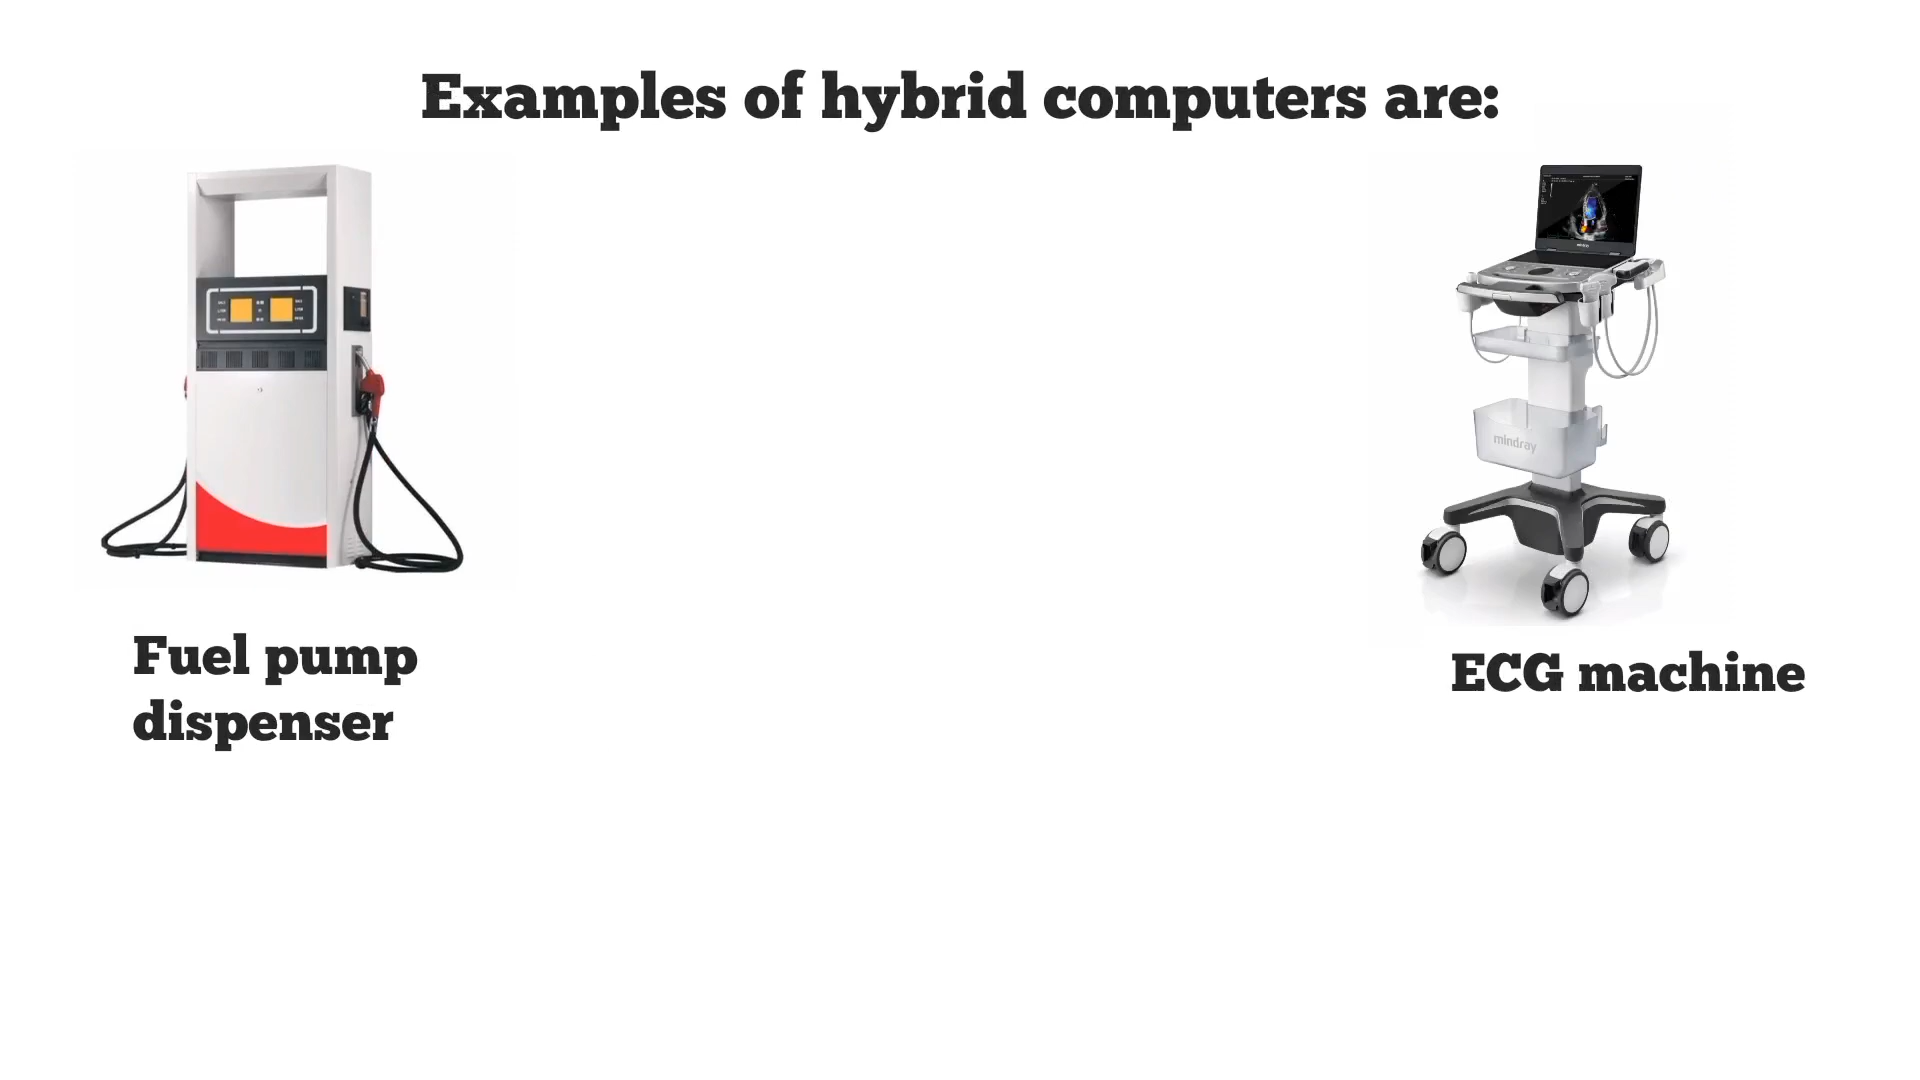 Examples of hybrid computers are:
mindray
Fuel pump
dispenser
ECG machine